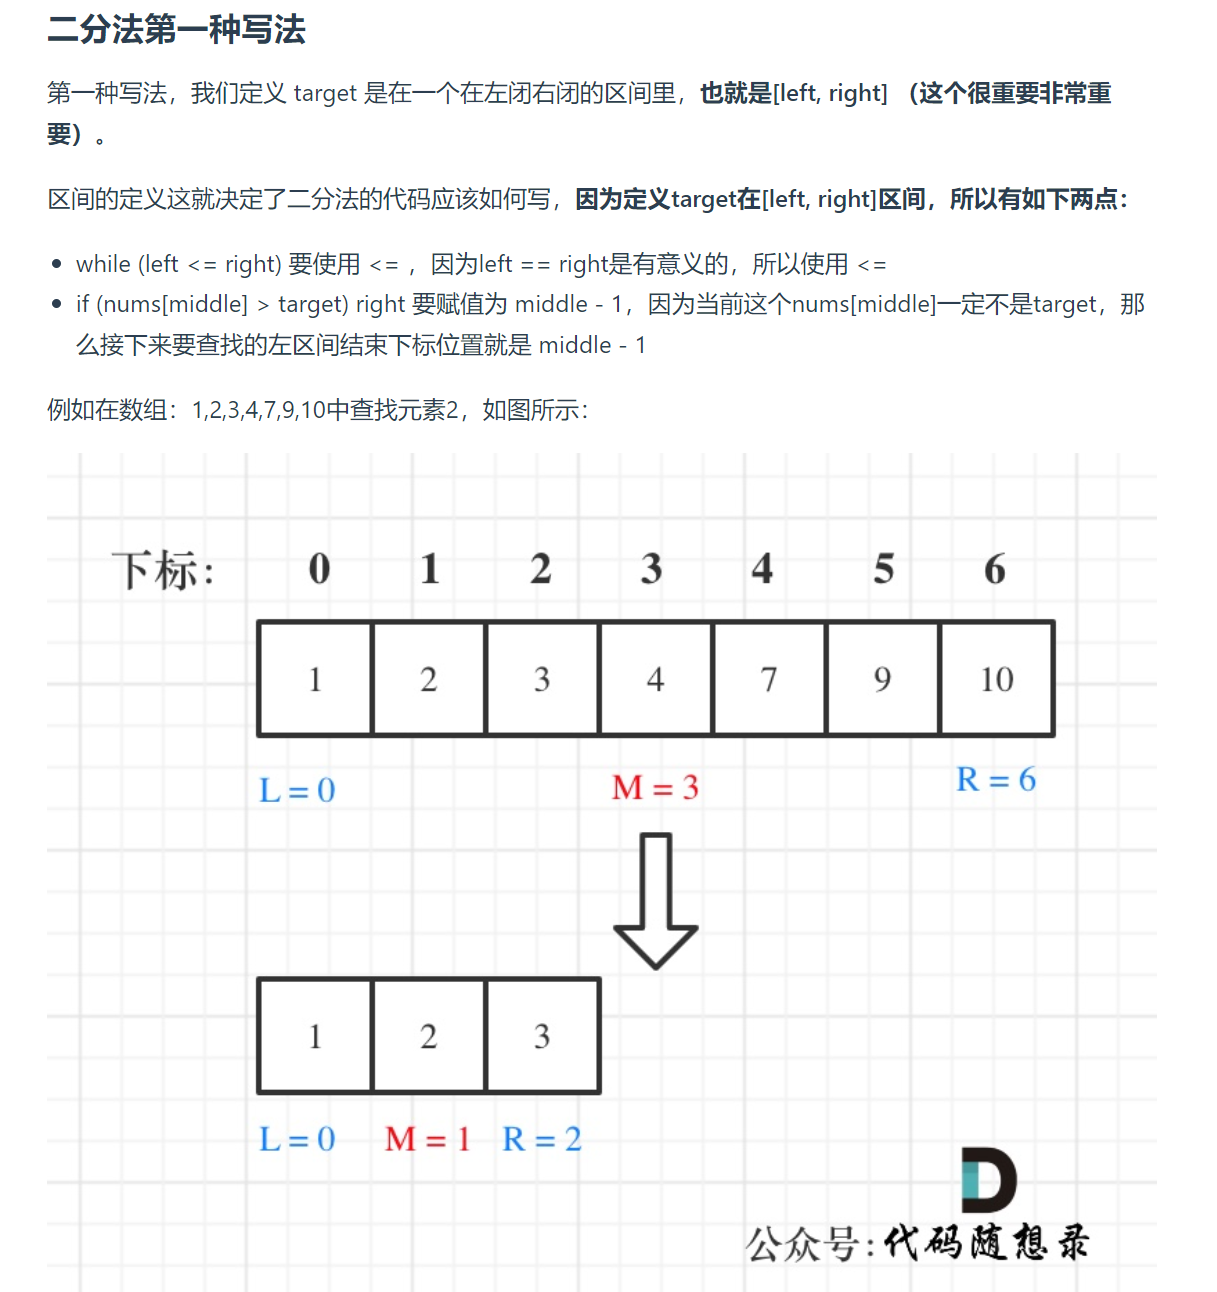 二分法第一种写法
第一种写法，我们定义 target 是在一个在左闭右闭的区间里，也就是[left, right] （这个很重要非常重
要）。
区间的定义这就决定了二分法的代码应该如何写，因为定义target在[left, right]区间，所以有如下两点：
• while (left <= right) 要使用 <= ，因为left == right是有意义的，所以使用 <=
• if (nums[middle] > target) right 要赋值为 middle - 1，因为当前这个nums[middle]一定不是target，那
么接下来要查找的左区间结束下标位置就是 middle - 1
例如在数组：1,2,3,4,7,9,10中查找元素2，如图所示：
下标: 0 1 2 3 4 5 6
1 2 3 4 7 9 10
L = 0 M = 3 R = 6
1 2 3
L = 0 M = 1 R = 2
D
公众号:代码随想录